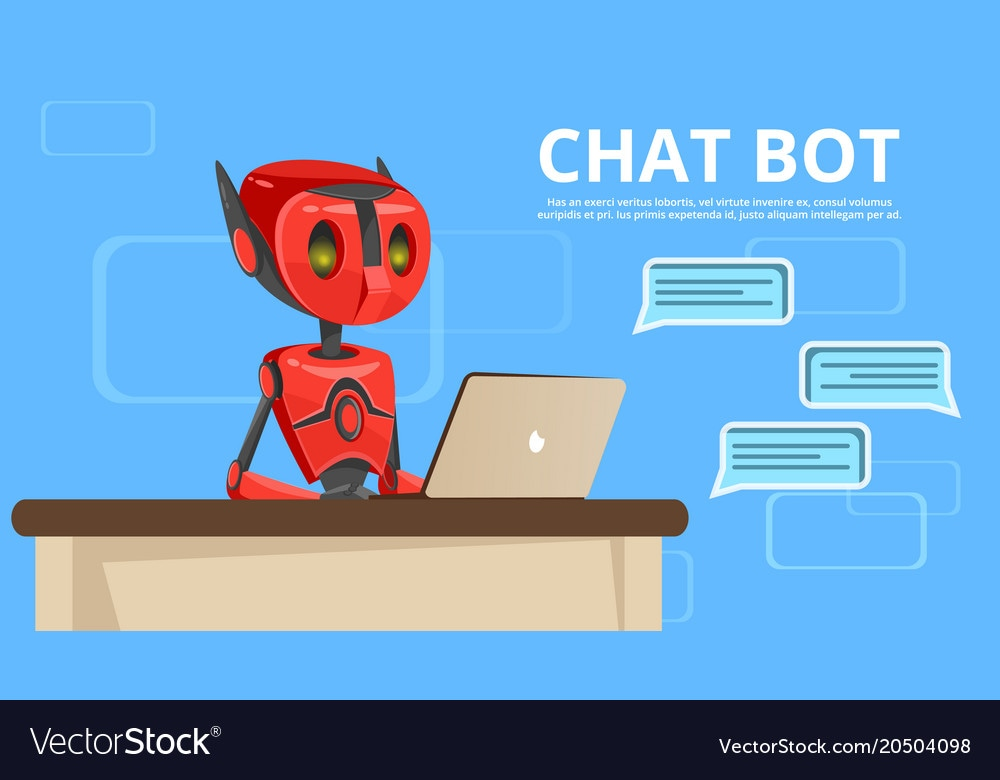 CHAT BOT
Has an exerci veritus lobortis, vel virtute invenire ex, consul volumus
euripidis et pri. Ius primis expetenda id, justo aliquam intellegam per ad.
VectorStock®
VectorStock.com/20504098